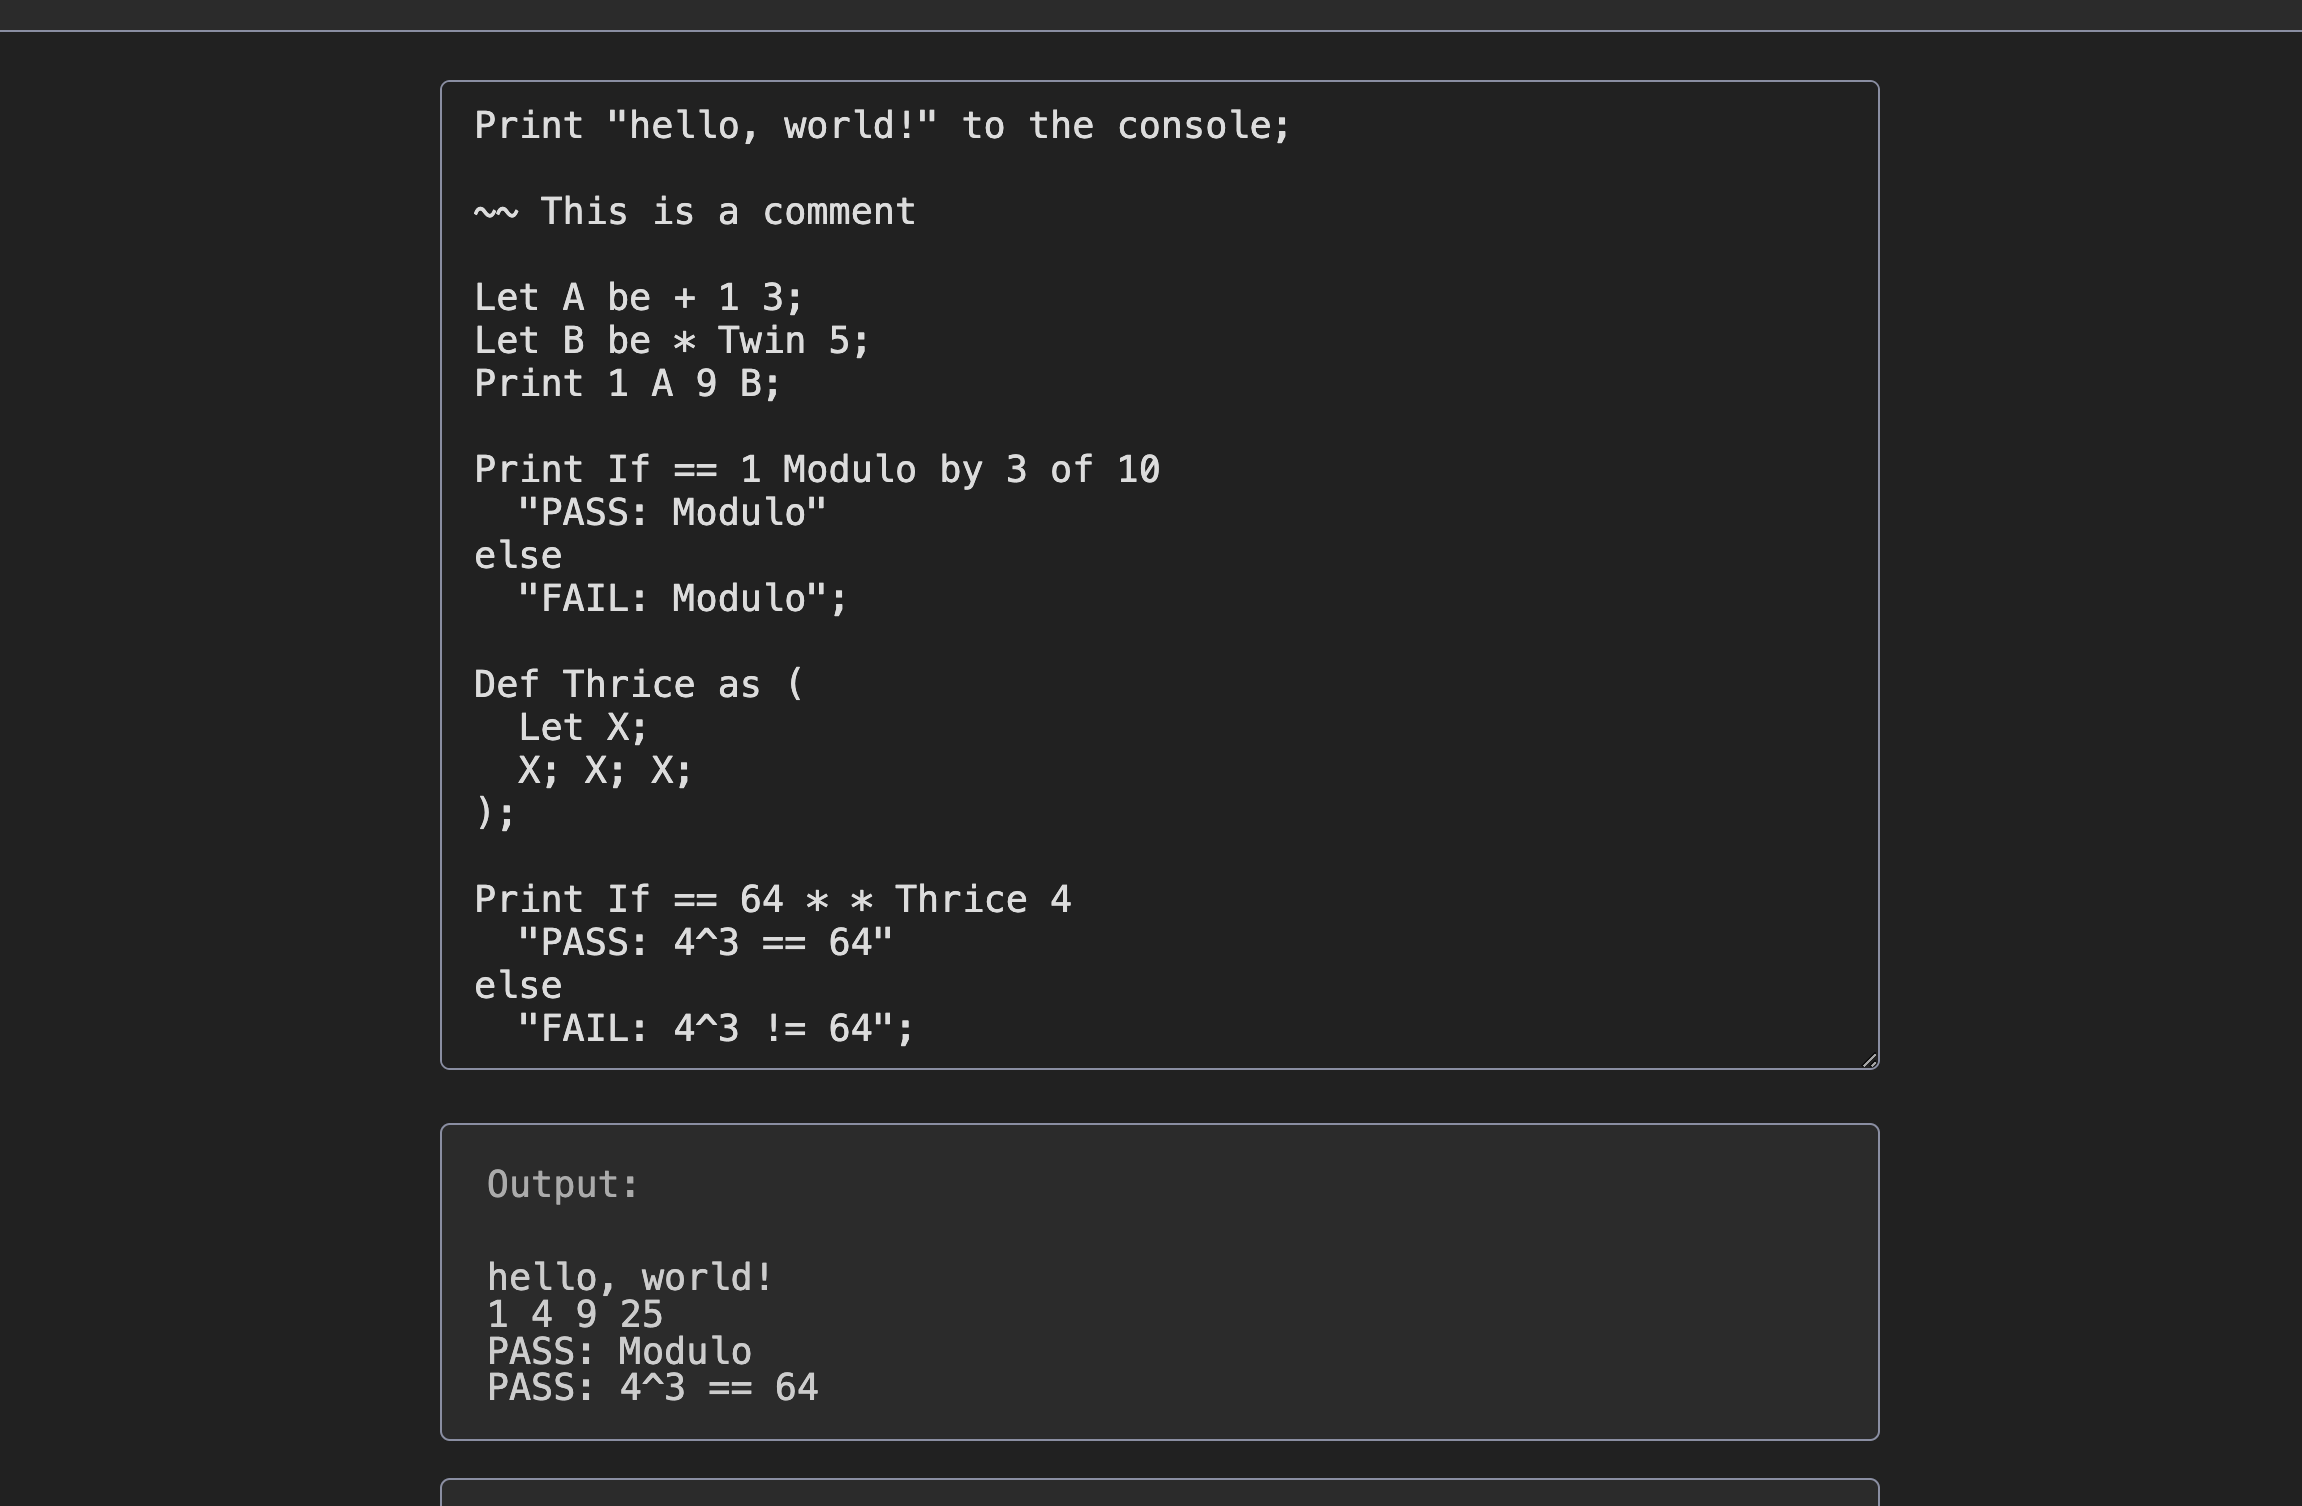 Print "hello, world!" to the console;
~~ This is a comment
Let A be + 1 3;
Let B be * Twin 5;
Print 1 A 9 B;
Print If == 1 Modulo by 3 of 10
"PASS: Modulo"
else
"FAIL: Modulo";
Def Thrice as (
Let X;
X; X; X;
);
Print If == 64 * * Thrice 4
"PASS: 4^3 == 64"
else
"FAIL: 4^3 != 64";
Output:
hello, world!
1 4 9 25
PASS: Modulo
PASS: 4^3 == 64